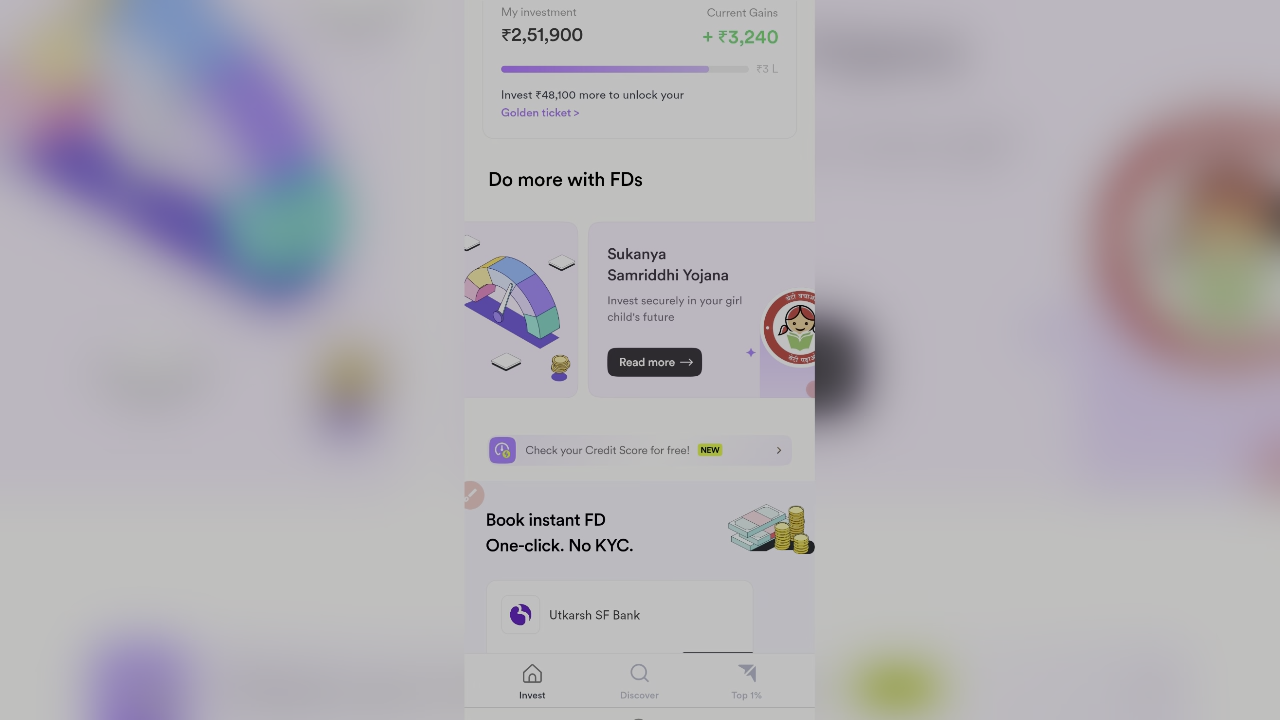 My investment
Current Gains
₹2,51,900
+ ₹3,240
₹3 L
Invest ₹48,100 more to unlock your
Golden ticket >
Do more with FDs
Sukanya
Samriddhi Yojana
Invest securely in your girl
child's future
Read more →
Check your Credit Score for free! NEW
Book instant FD
One-click. No KYC.
Utkarsh SF Bank
Invest
Discover
Top 1%